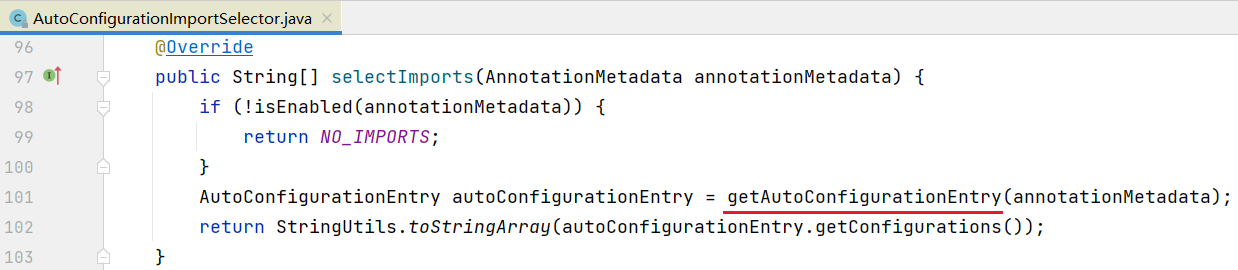 AutoConfigurationImportSelector.java
96 @Override
97 public String[] selectImports(AnnotationMetadata annotationMetadata) {
98 if (!isEnabled(annotationMetadata)) {
99 return NO_IMPORTS;
100 }
101 AutoConfigurationEntry autoConfigurationEntry = getAutoConfigurationEntry(annotationMetadata);
102 return StringUtils.toStringArray(autoConfigurationEntry.getConfigurations());
103 }